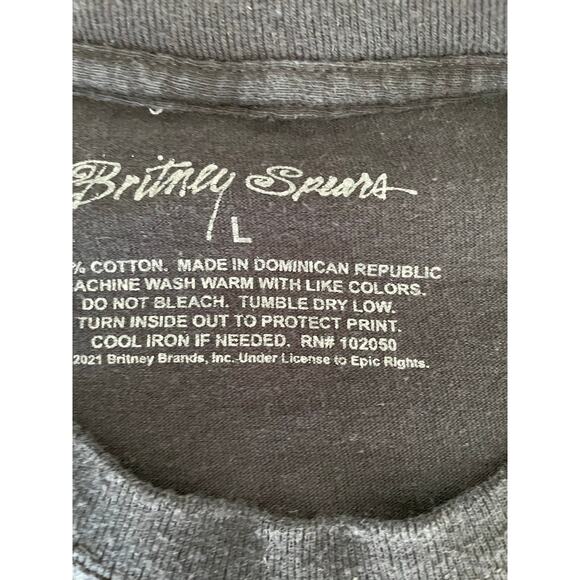 Britney Spears
L
% COTTON. MADE IN DOMINICAN REPUBLIC
ACHINE WASH WARM WITH LIKE COLORS.
DO NOT BLEACH. TUMBLE DRY LOW.
TURN INSIDE OUT TO PROTECT PRINT.
COOL IRON IF NEEDED. RN# 102050
2021 Britney Brands, Inc. Under License to Epic Rights.